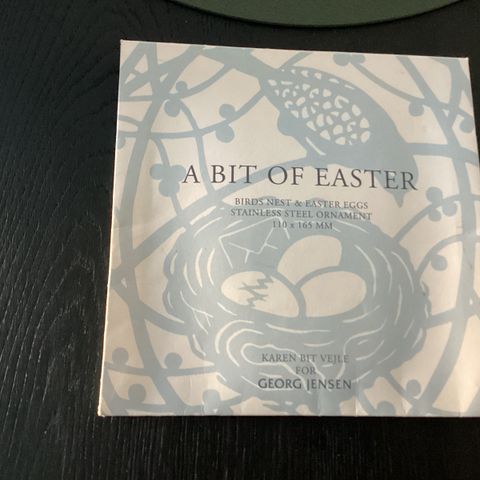 A BIT OF EASTER
BIRDS NEST & EASTER EGGS
STAINLESS STEEL ORNAMENT
110 x 165 MM
KAREN BIT VEJLE
FOR
GEORG JENSEN